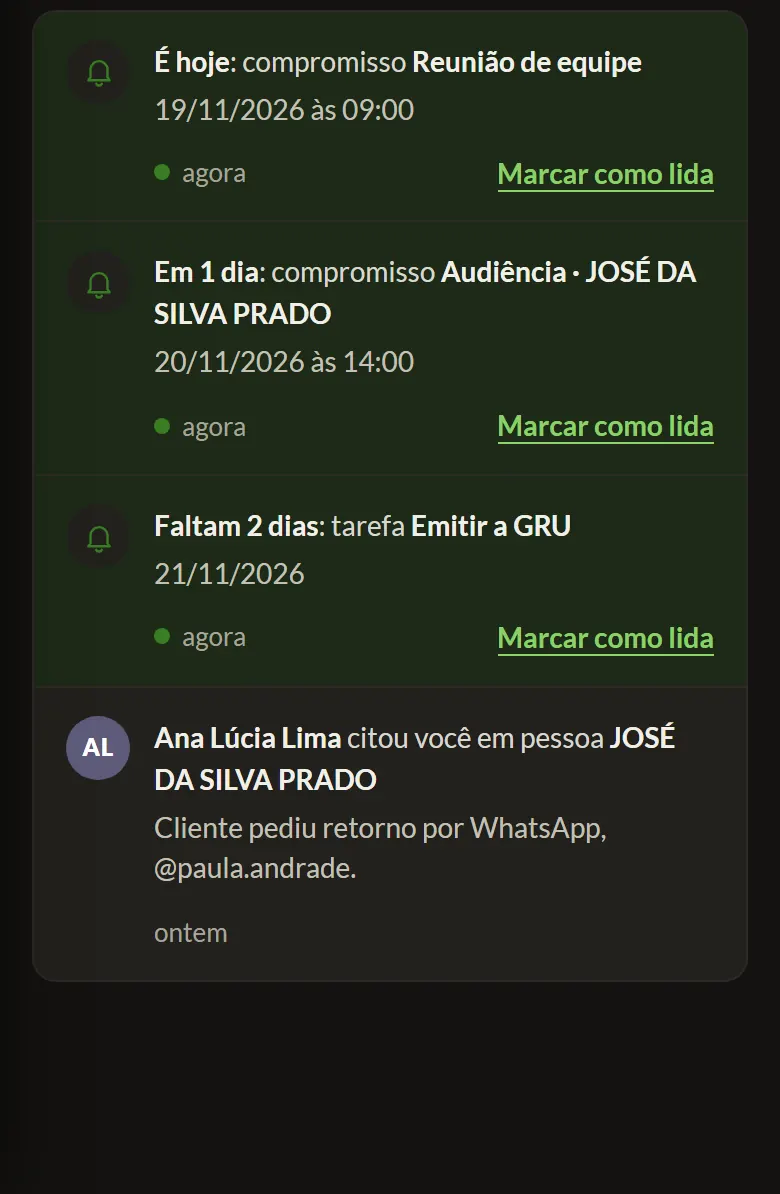 É hoje: compromisso Reunião de equipe
19/11/2026 às 09:00
agora Marcar como lida
Em 1 dia: compromisso Audiência · JOSÉ DA
SILVA PRADO
20/11/2026 às 14:00
agora Marcar como lida
Faltam 2 dias: tarefa Emitir a GRU
21/11/2026
agora Marcar como lida
AL
Ana Lúcia Lima citou você em pessoa JOSÉ
DA SILVA PRADO
Cliente pediu retorno por WhatsApp,
@paula.andrade.
ontem